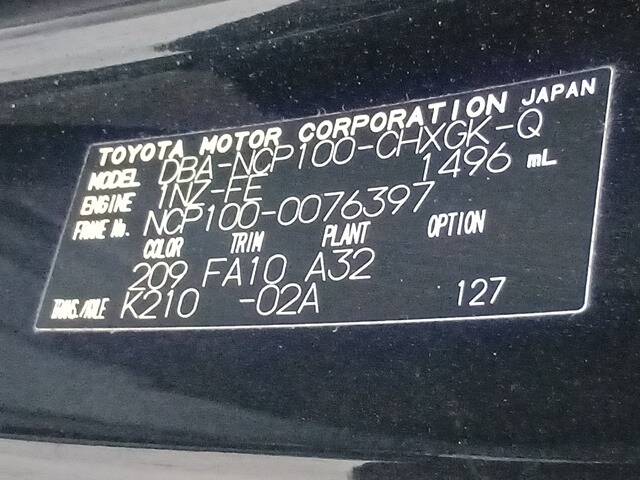 TOYOTA MOTOR CORPORATION JAPAN
MODEL DBA-NCP100-CHXGK-Q
ENGINE 1NZ-FE 1496 mL
FRAME No. NCP100-0076397
COLOR TRIM PLANT OPTION
209 FA10 A32
TRANS./AXLE K210 -02A 127